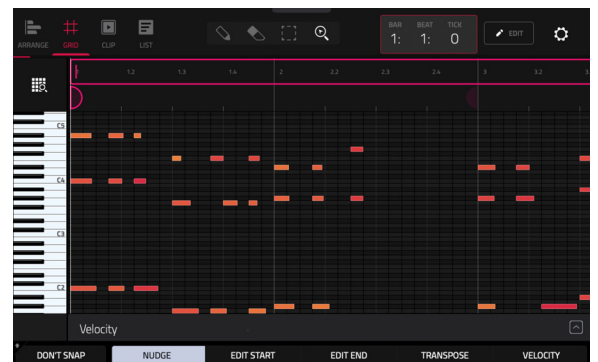 BAR BEAT TICK
1: 1: 0
EDIT
ARRANGE GRID CLIP LIST
1.2 1.3 1.4 2 2.2 2.3 2.4 3 3.2
C5
C4
C3
C2
Velocity
DON'T SNAP NUDGE EDIT START EDIT END TRANSPOSE VELOCITY